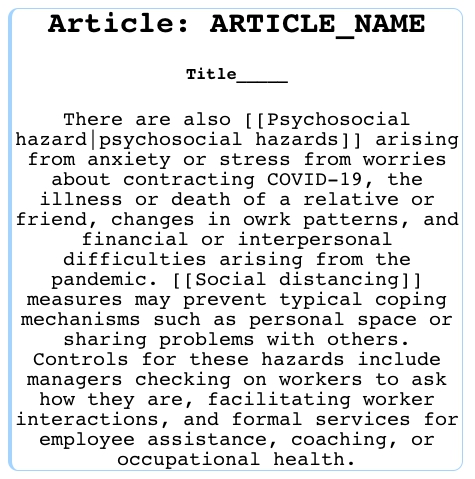 Article: ARTICLE_NAME
Title_____
There are also [[Psychosocial
hazard|psychosocial hazards]] arising
from anxiety or stress from worries
about contracting COVID-19, the
illness or death of a relative or
friend, changes in owrk patterns, and
financial or interpersonal
difficulties arising from the
pandemic. [[Social distancing]]
measures may prevent typical coping
mechanisms such as personal space or
sharing problems with others.
Controls for these hazards include
managers checking on workers to ask
how they are, facilitating worker
interactions, and formal services for
employee assistance, coaching, or
occupational health.